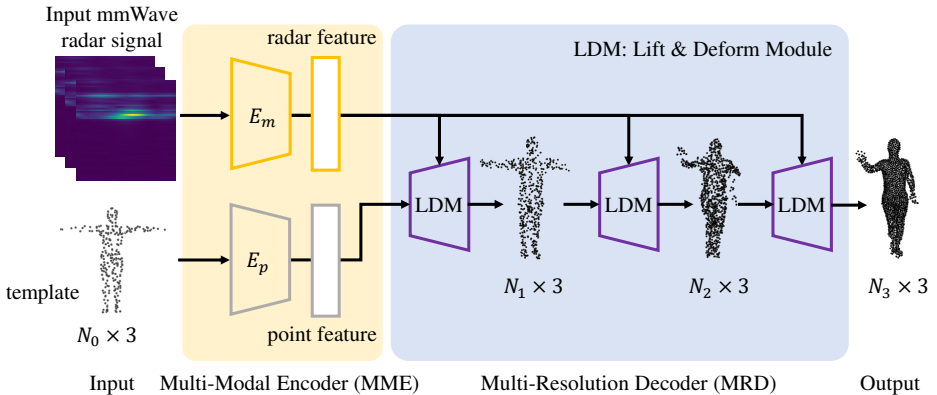 Input mmWave
radar signal
radar feature
LDM: Lift & Deform Module
E_m
LDM
LDM
LDM
E_p
template
N_0 × 3
point feature
N_1 × 3
N_2 × 3
N_3 × 3
Input
Multi-Modal Encoder (MME)
Multi-Resolution Decoder (MRD)
Output